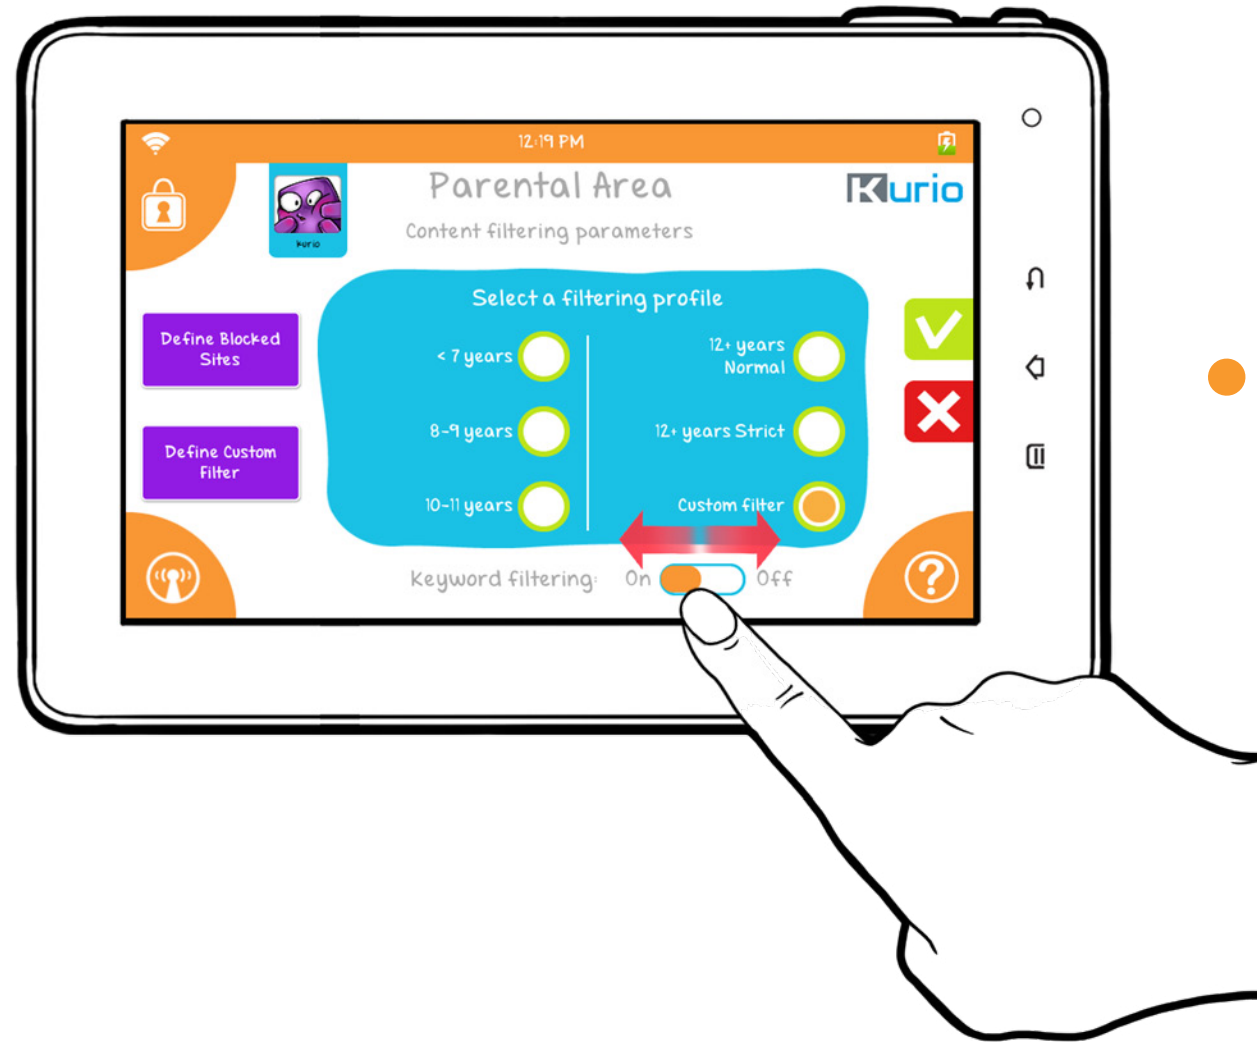 12:19 PM
Parental Area
Kurio
kurio
Content filtering parameters
Select a filtering profile
Define Blocked
Sites
< 7 years
12+ years
Normal
8-9 years
12+ years Strict
Define Custom
Filter
10-11 years
Custom filter
Keyword filtering: On Off
?